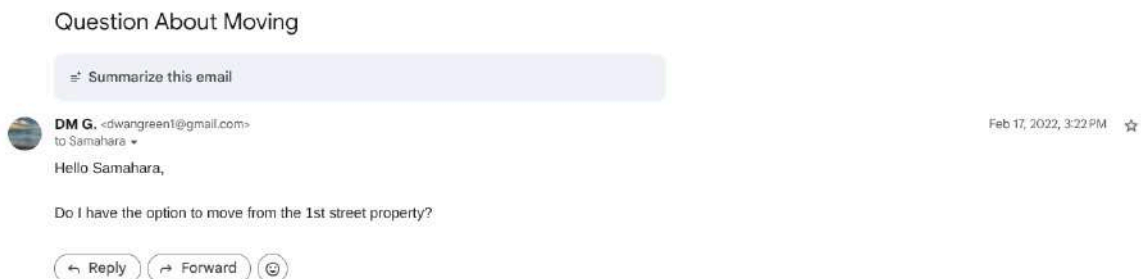 Question About Moving
Summarize this email
DM G. <dwangreen1@gmail.com>
Feb 17, 2022, 3:22 PM
to Samahara
Hello Samahara,
Do I have the option to move from the 1st street property?
Reply Forward